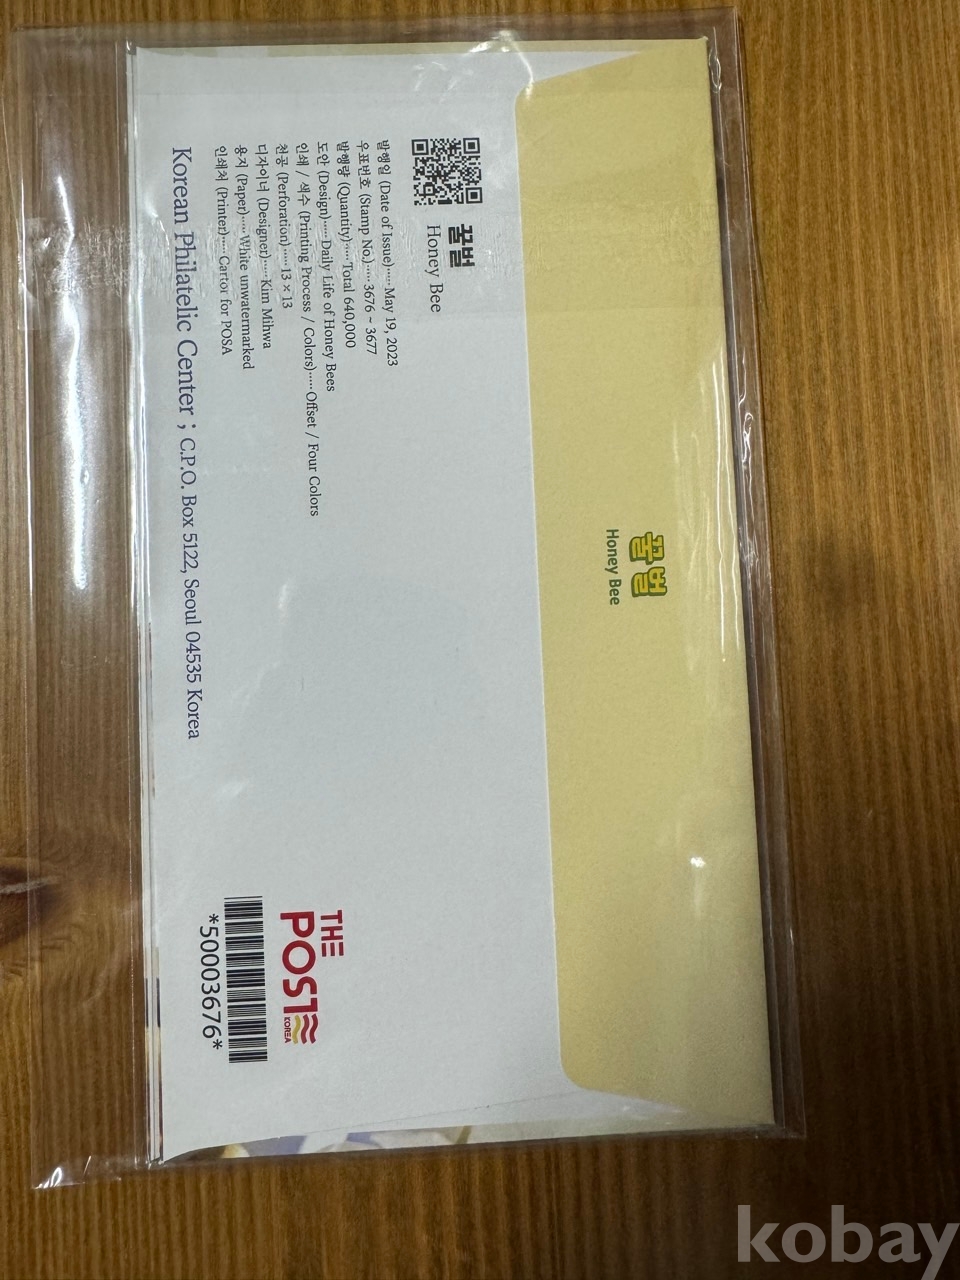 꿀벌
Honey Bee
꿀벌
Honey Bee
발행일 (Date of Issue)·····May 19, 2023
우표번호 (Stamp No.)·····3676 ~ 3677
발행량 (Quantity)·····Total 640,000
도안 (Design)·····Daily Life of Honey Bees
인쇄 / 색수 (Printing Process / Colors)·····Offset / Four Colors
천공 (Perforation)·····13 × 13
디자이너 (Designer)·····Kim Mihwa
용지 (Paper)·····White unwatermarked
인쇄처 (Printer)·····Cartor for POSA
Korean Philatelic Center ; C.P.O. Box 5122, Seoul 04535 Korea
THE
POST
KOREA
*50003676*
kobay